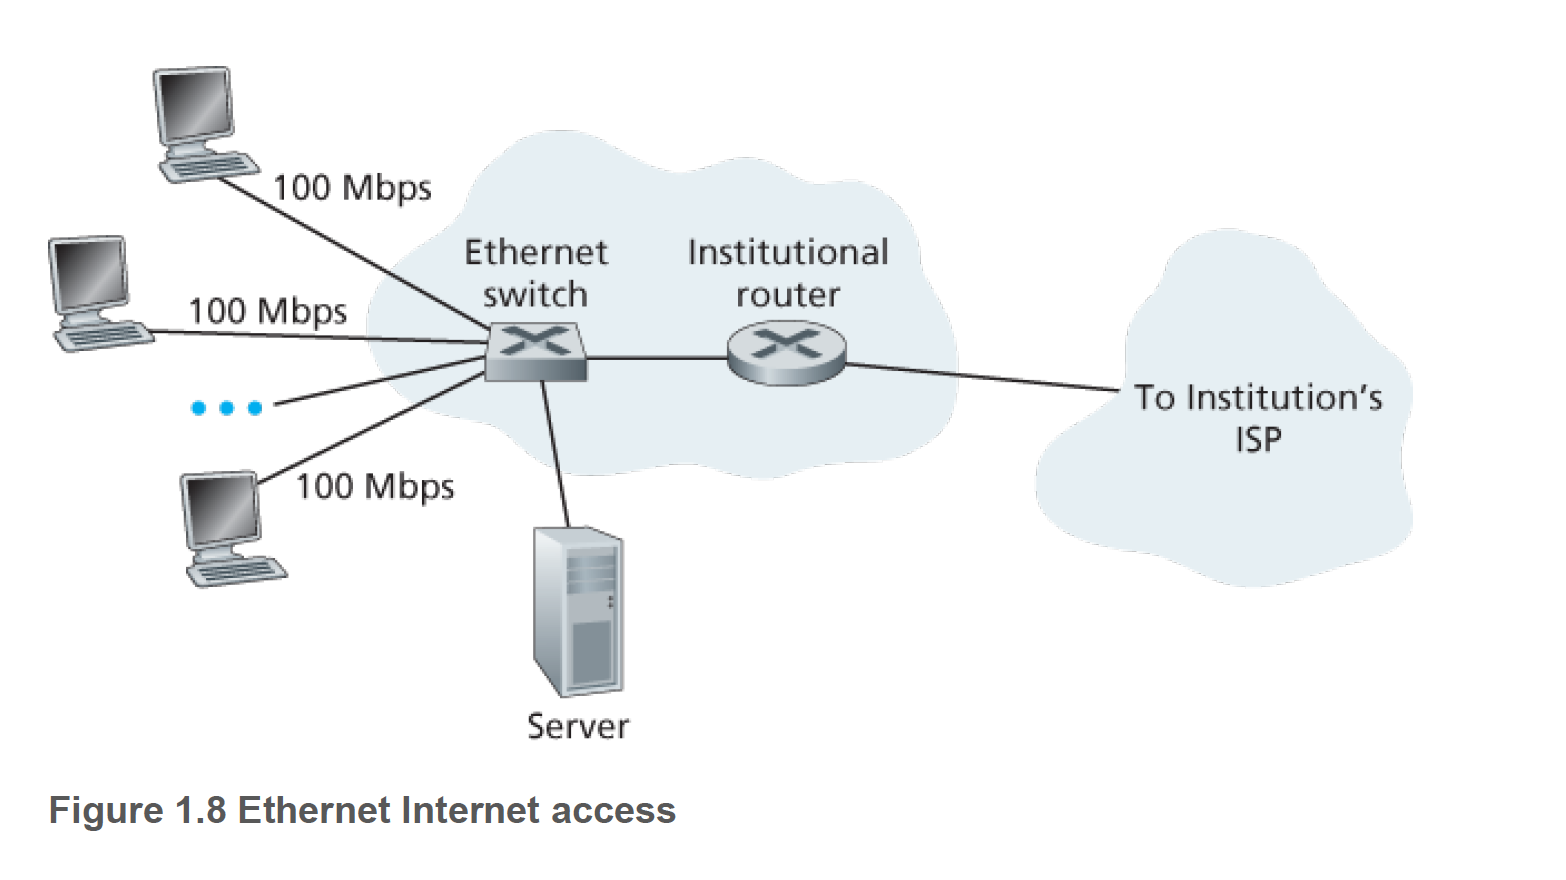 100 Mbps
100 Mbps
100 Mbps
Ethernet
switch
Institutional
router
To Institution's
ISP
Server
Figure 1.8 Ethernet Internet access